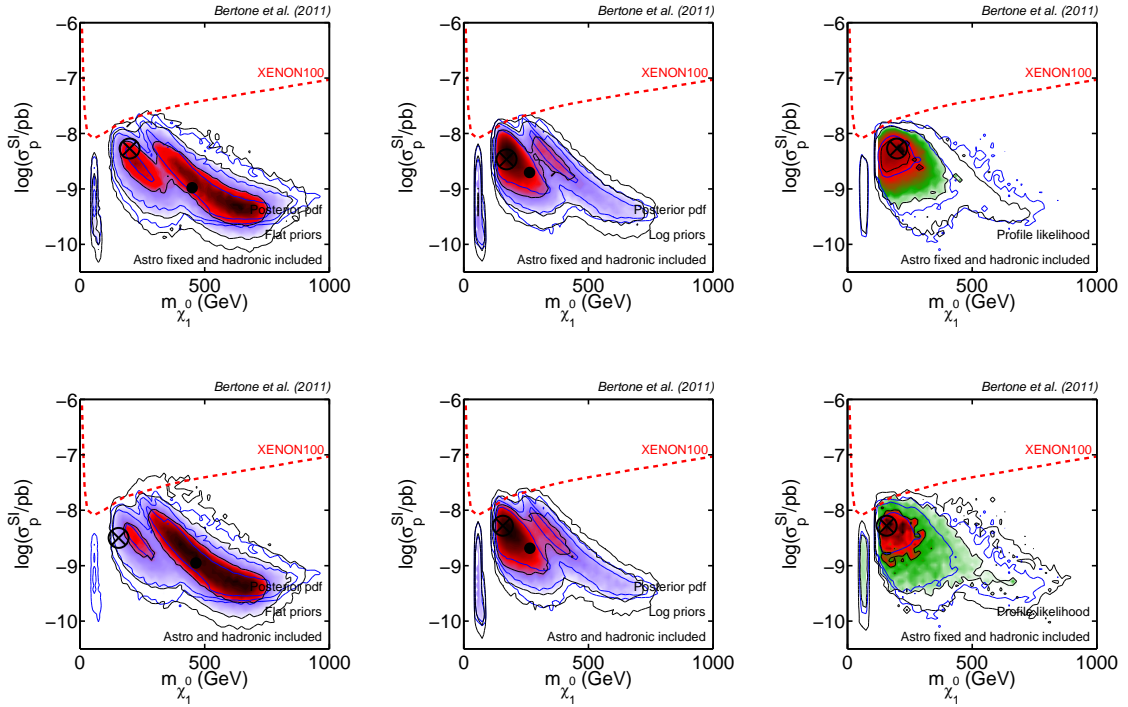 Bertone et al. (2011)
−6
−7
−8
−9
−10
log(σ_p^SI/pb)
XENON100
Posterior pdf
Flat priors
Astro fixed and hadronic included
0 500 1000
m_χ_1^0 (GeV)
Bertone et al. (2011)
−6
−7
−8
−9
−10
log(σ_p^SI/pb)
XENON100
Posterior pdf
Log priors
Astro fixed and hadronic included
0 500 1000
m_χ_1^0 (GeV)
Bertone et al. (2011)
−6
−7
−8
−9
−10
log(σ_p^SI/pb)
XENON100
Profile likelihood
Astro fixed and hadronic included
0 500 1000
m_χ_1^0 (GeV)
Bertone et al. (2011)
−6
−7
−8
−9
−10
log(σ_p^SI/pb)
XENON100
Posterior pdf
Flat priors
Astro and hadronic included
0 500 1000
m_χ_1^0 (GeV)
Bertone et al. (2011)
−6
−7
−8
−9
−10
log(σ_p^SI/pb)
XENON100
Posterior pdf
Log priors
Astro and hadronic included
0 500 1000
m_χ_1^0 (GeV)
Bertone et al. (2011)
−6
−7
−8
−9
−10
log(σ_p^SI/pb)
XENON100
Profile likelihood
Astro fixed and hadronic included
0 500 1000
m_χ_1^0 (GeV)